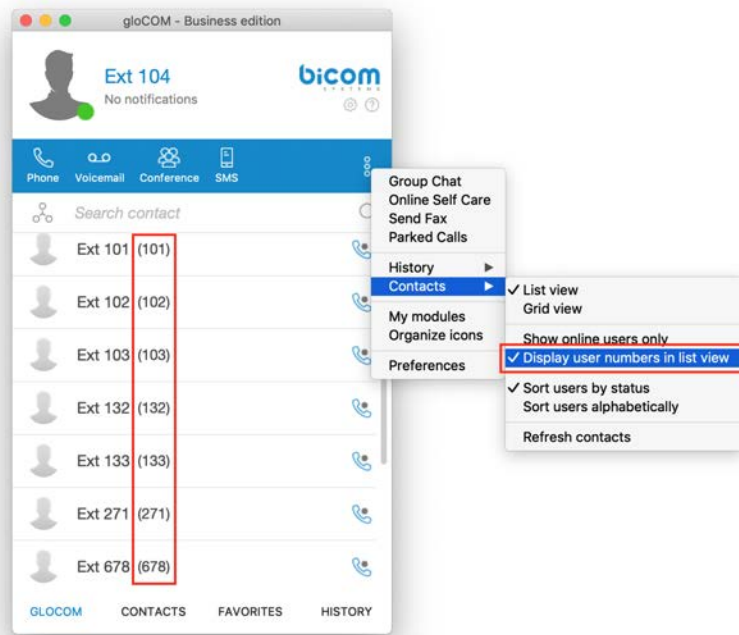 gloCOM - Business edition
Ext 104
No notifications
bicom
SYSTEMS
Phone Voicemail Conference SMS
Search contact
Ext 101 (101)
Ext 102 (102)
Ext 103 (103)
Ext 132 (132)
Ext 133 (133)
Ext 271 (271)
Ext 678 (678)
GLOCOM CONTACTS FAVORITES HISTORY
Group Chat
Online Self Care
Send Fax
Parked Calls
History
Contacts
My modules
Organize icons
Preferences
List view
Grid view
Show online users only
Display user numbers in list view
Sort users by status
Sort users alphabetically
Refresh contacts